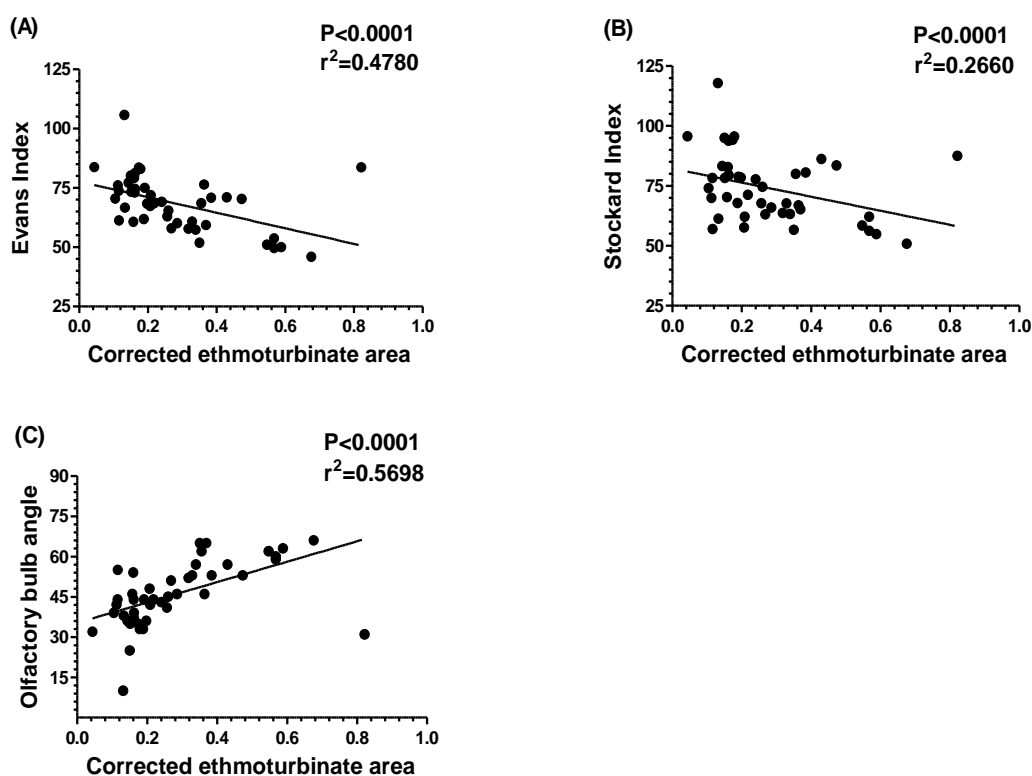 (A)
P<0.0001
r²=0.4780
125
100
75
50
25
Evans Index
0.0 0.2 0.4 0.6 0.8 1.0
Corrected ethmoturbinate area
(B)
P<0.0001
r²=0.2660
125
100
75
50
25
Stockard Index
0.0 0.2 0.4 0.6 0.8 1.0
Corrected ethmoturbinate area
(C)
P<0.0001
r²=0.5698
90
75
60
45
30
15
Olfactory bulb angle
0.0 0.2 0.4 0.6 0.8 1.0
Corrected ethmoturbinate area